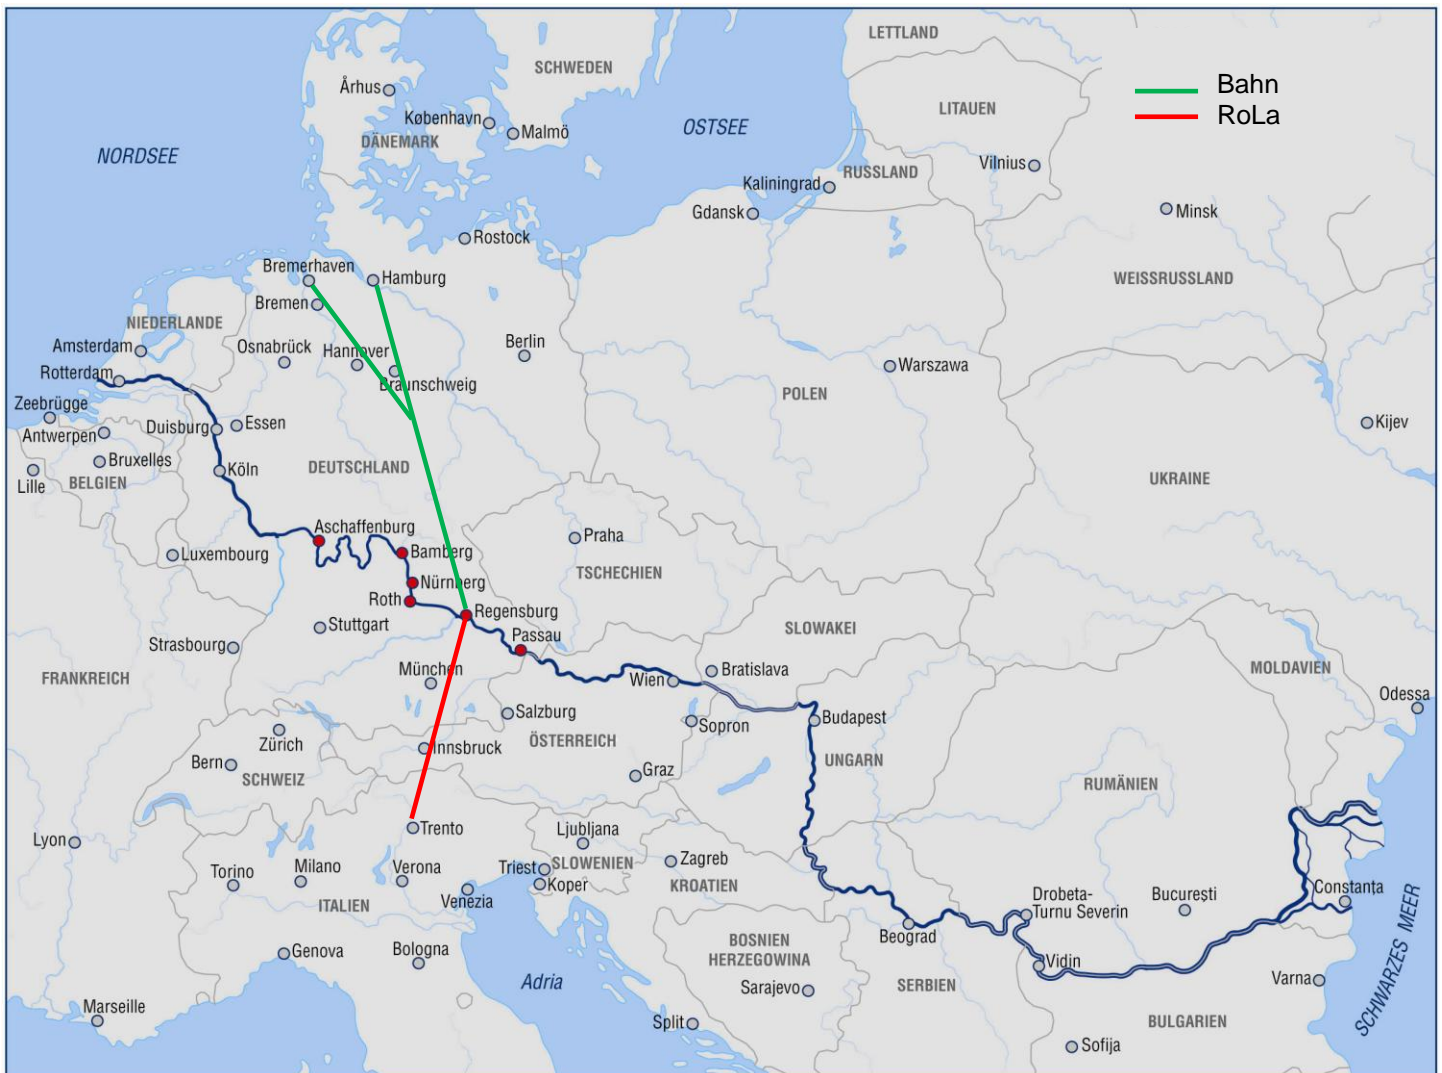 LETTLAND
SCHWEDEN
Århus
Bahn
RoLa
LITAUEN
København
Malmö
OSTSEE
DÄNEMARK
NORDSEE
Vilnius
RUSSLAND
Kaliningrad
Gdansk
Minsk
Rostock
Bremerhaven
Hamburg
WEISSRUSSLAND
Bremen
NIEDERLANDE
Amsterdam
Osnabrück
Hannover
Berlin
Rotterdam
Braunschweig
Warszawa
POLEN
Zeebrügge
Antwerpen
Duisburg
Essen
Kijev
Bruxelles
Köln
DEUTSCHLAND
Lille
BELGIEN
UKRAINE
Aschaffenburg
Praha
Luxembourg
Bamberg
TSCHECHIEN
Nürnberg
Roth
Regensburg
Stuttgart
SLOWAKEI
Passau
Strasbourg
München
Bratislava
MOLDAVIEN
FRANKREICH
Wien
Odessa
Salzburg
Sopron
Budapest
Zürich
ÖSTERREICH
Innsbruck
UNGARN
Bern
SCHWEIZ
Graz
RUMÄNIEN
Trento
Ljubljana
Lyon
Torino
Milano
Verona
Triest
SLOWENIEN
Zagreb
Koper
KROATIEN
Venezia
ITALIEN
Drobeta-
Turnu Severin
Bucureşti
Constanţa
Beograd
Genova
Bologna
BOSNIEN
HERZEGOWINA
Vidin
Adria
Sarajevo
SERBIEN
Varna
SCHWARZES MEER
Marseille
Split
BULGARIEN
Sofija